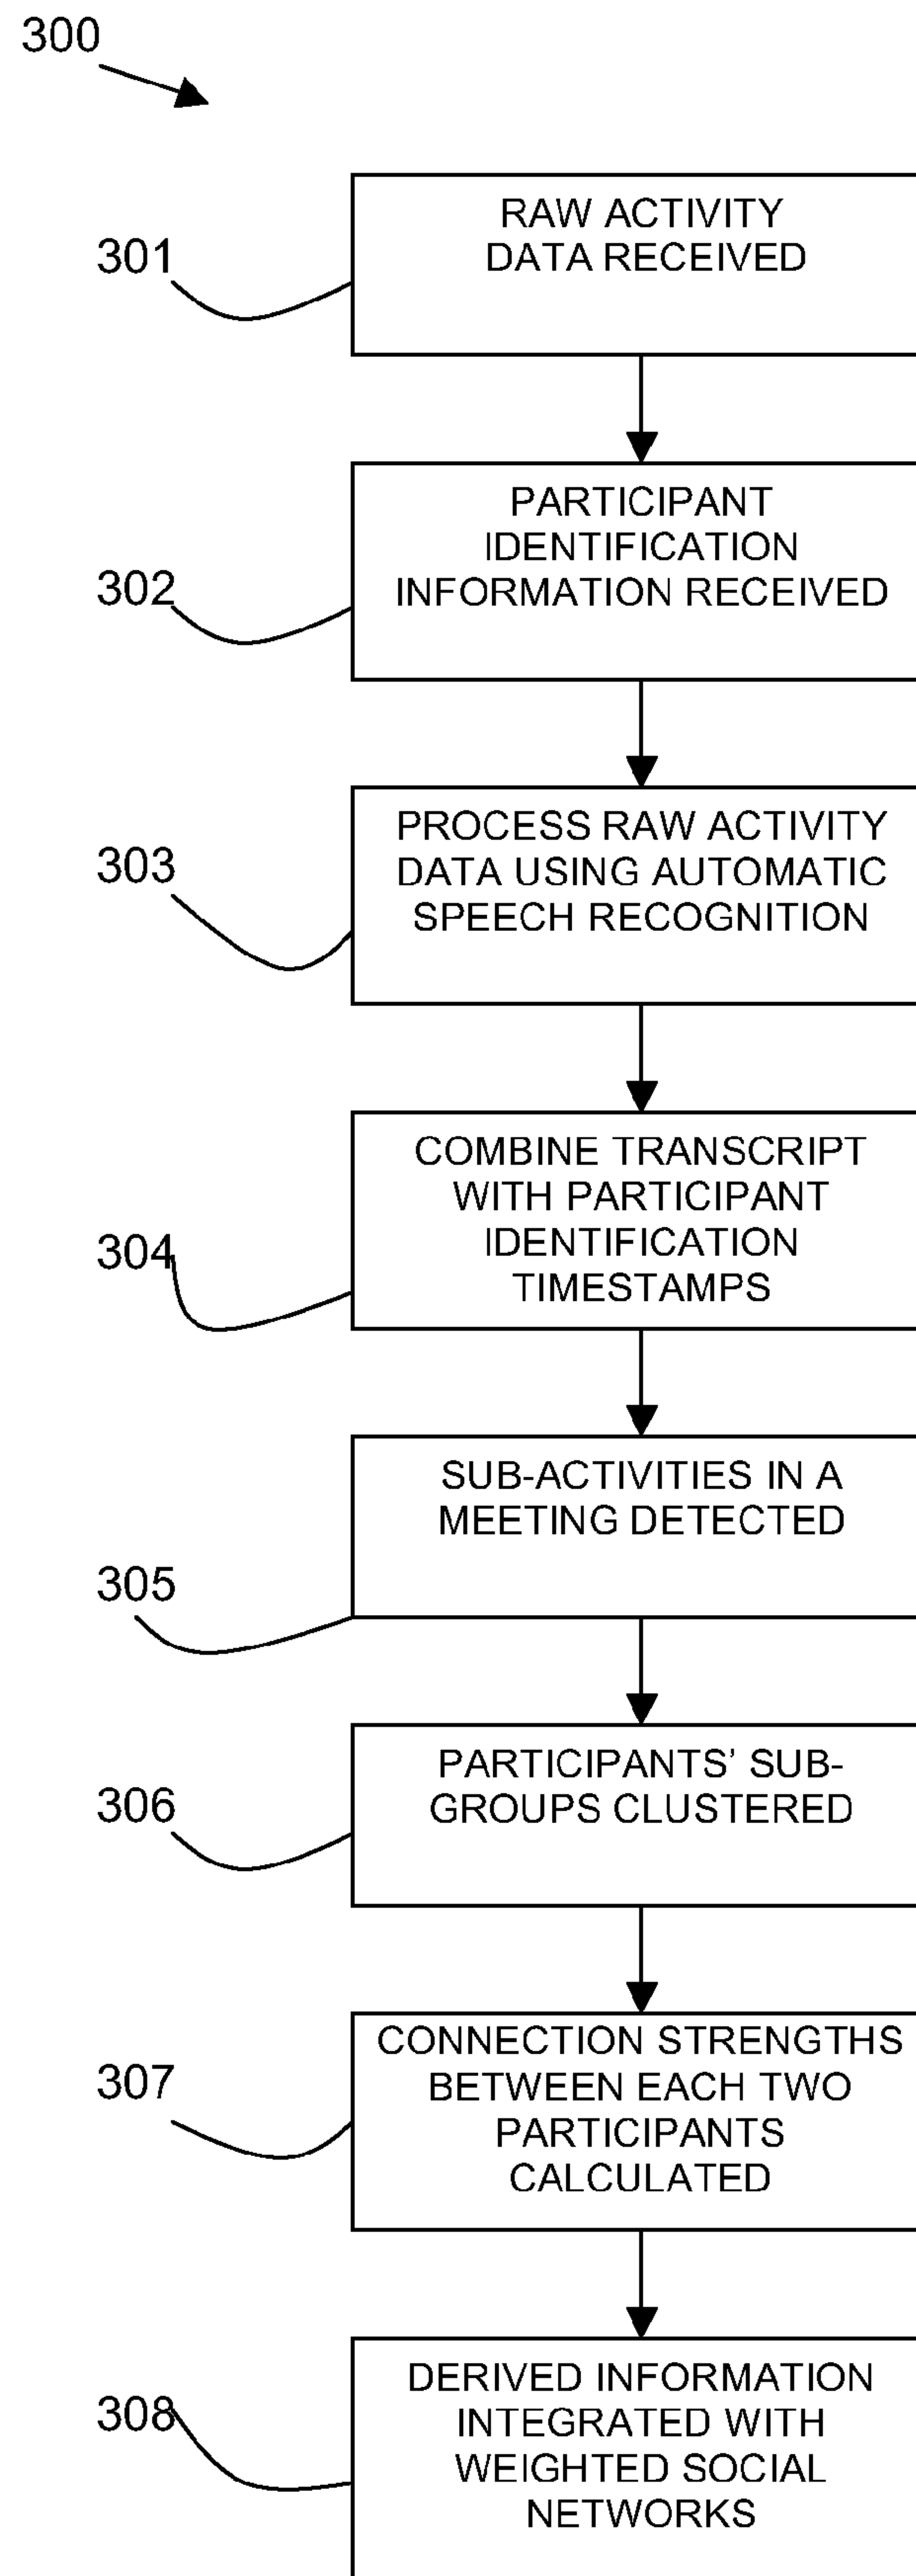 300
301
RAW ACTIVITY
DATA RECEIVED
302
PARTICIPANT
IDENTIFICATION
INFORMATION RECEIVED
303
PROCESS RAW ACTIVITY
DATA USING AUTOMATIC
SPEECH RECOGNITION
304
COMBINE TRANSCRIPT
WITH PARTICIPANT
IDENTIFICATION
TIMESTAMPS
305
SUB-ACTIVITIES IN A
MEETING DETECTED
306
PARTICIPANTS’ SUB-
GROUPS CLUSTERED
307
CONNECTION STRENGTHS
BETWEEN EACH TWO
PARTICIPANTS
CALCULATED
308
DERIVED INFORMATION
INTEGRATED WITH
WEIGHTED SOCIAL
NETWORKS